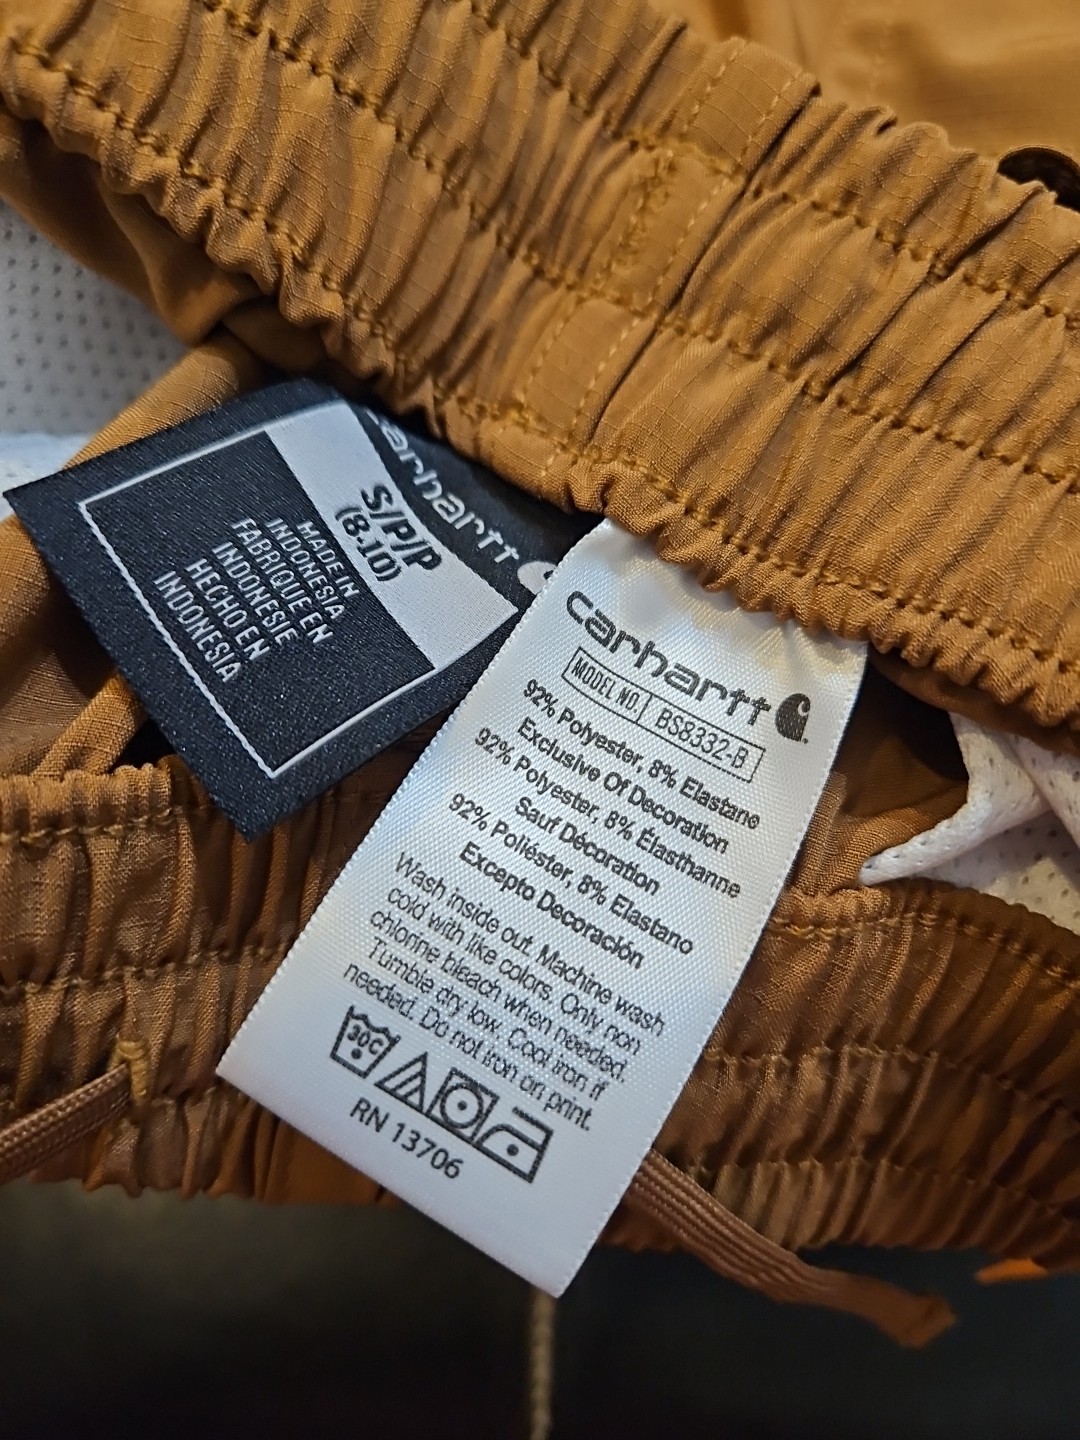 carhartt
S/P/P
(8.10)
MADE IN
INDONESIA
FABRIQUE EN
INDONESIE
HECHO EN
INDONESIA
carhartt
MODEL NO. BS8332-B
92% Polyester, 8% Elastane
Exclusive Of Decoration
92% Polyester, 8% Élasthanne
Sauf Décoration
92% Poliéster, 8% Elastano
Excepto Decoración
Wash inside out. Machine wash
cold with like colors. Only non
chlorine bleach when needed.
Tumble dry low. Cool iron if
needed. Do not iron on print.
30C
RN 13706